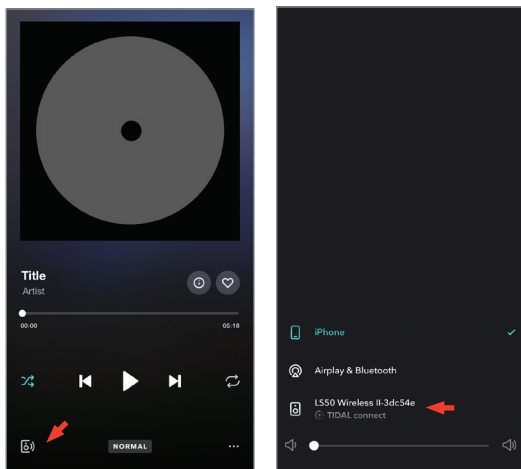 Title
Artist
00:00 05:18
NORMAL
iPhone
Airplay & Bluetooth
LS50 Wireless II-3dc54e
TIDAL connect